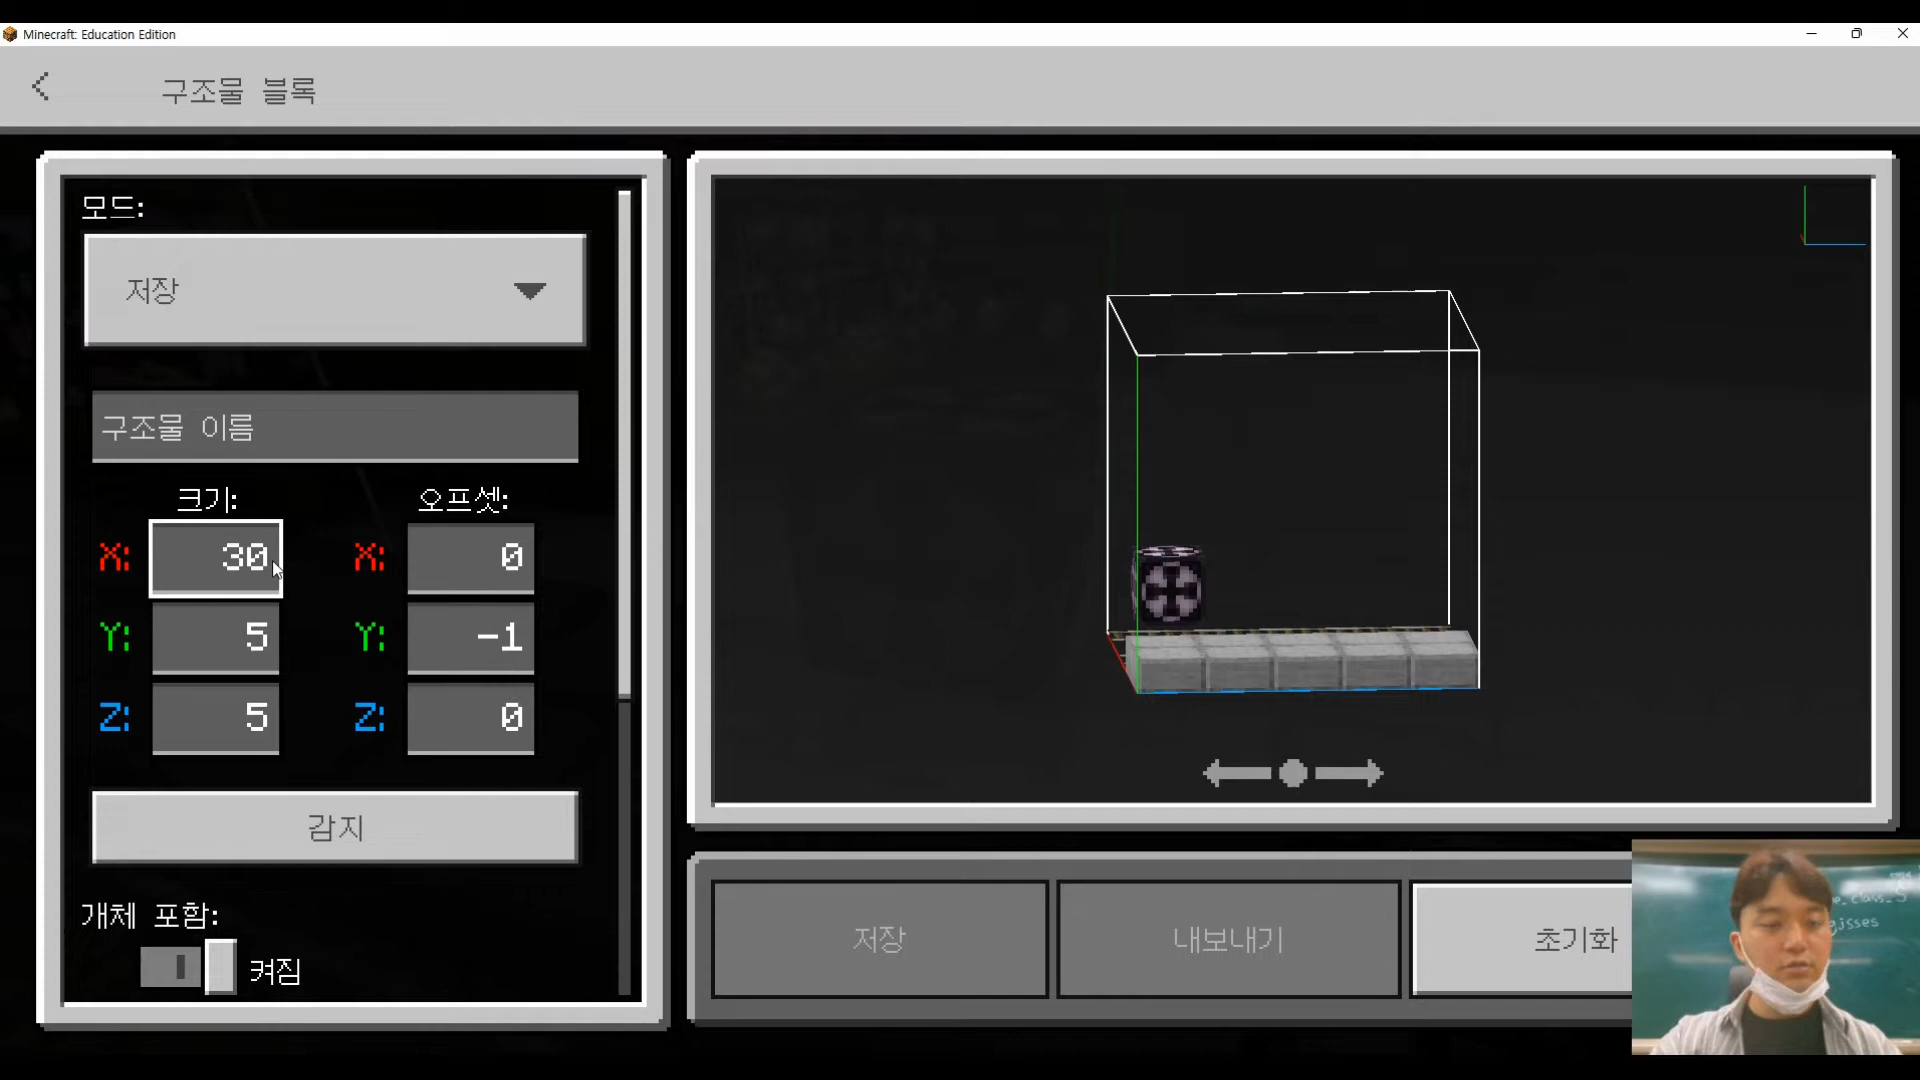 Minecraft: Education Edition
구조물 블록
모드:
저장
구조물 이름
크기:
오프셋:
X: 30
X: 0
Y: 5
Y: -1
Z: 5
Z: 0
감지
개체 포함:
켜짐
저장
내보내기
초기화